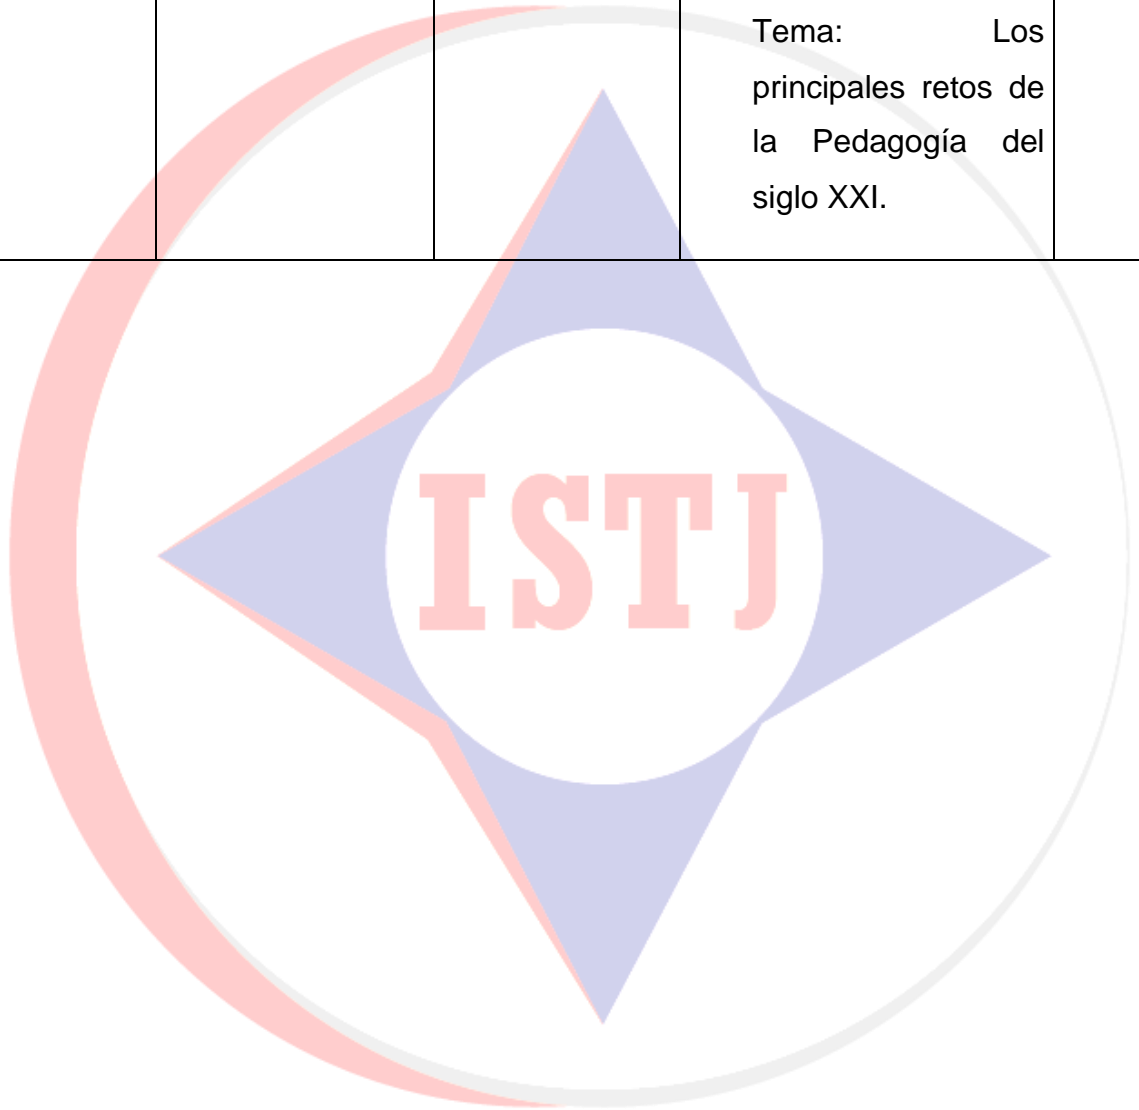 Tema: Los
principales retos de
la Pedagogía del
siglo XXI.
ISTJ